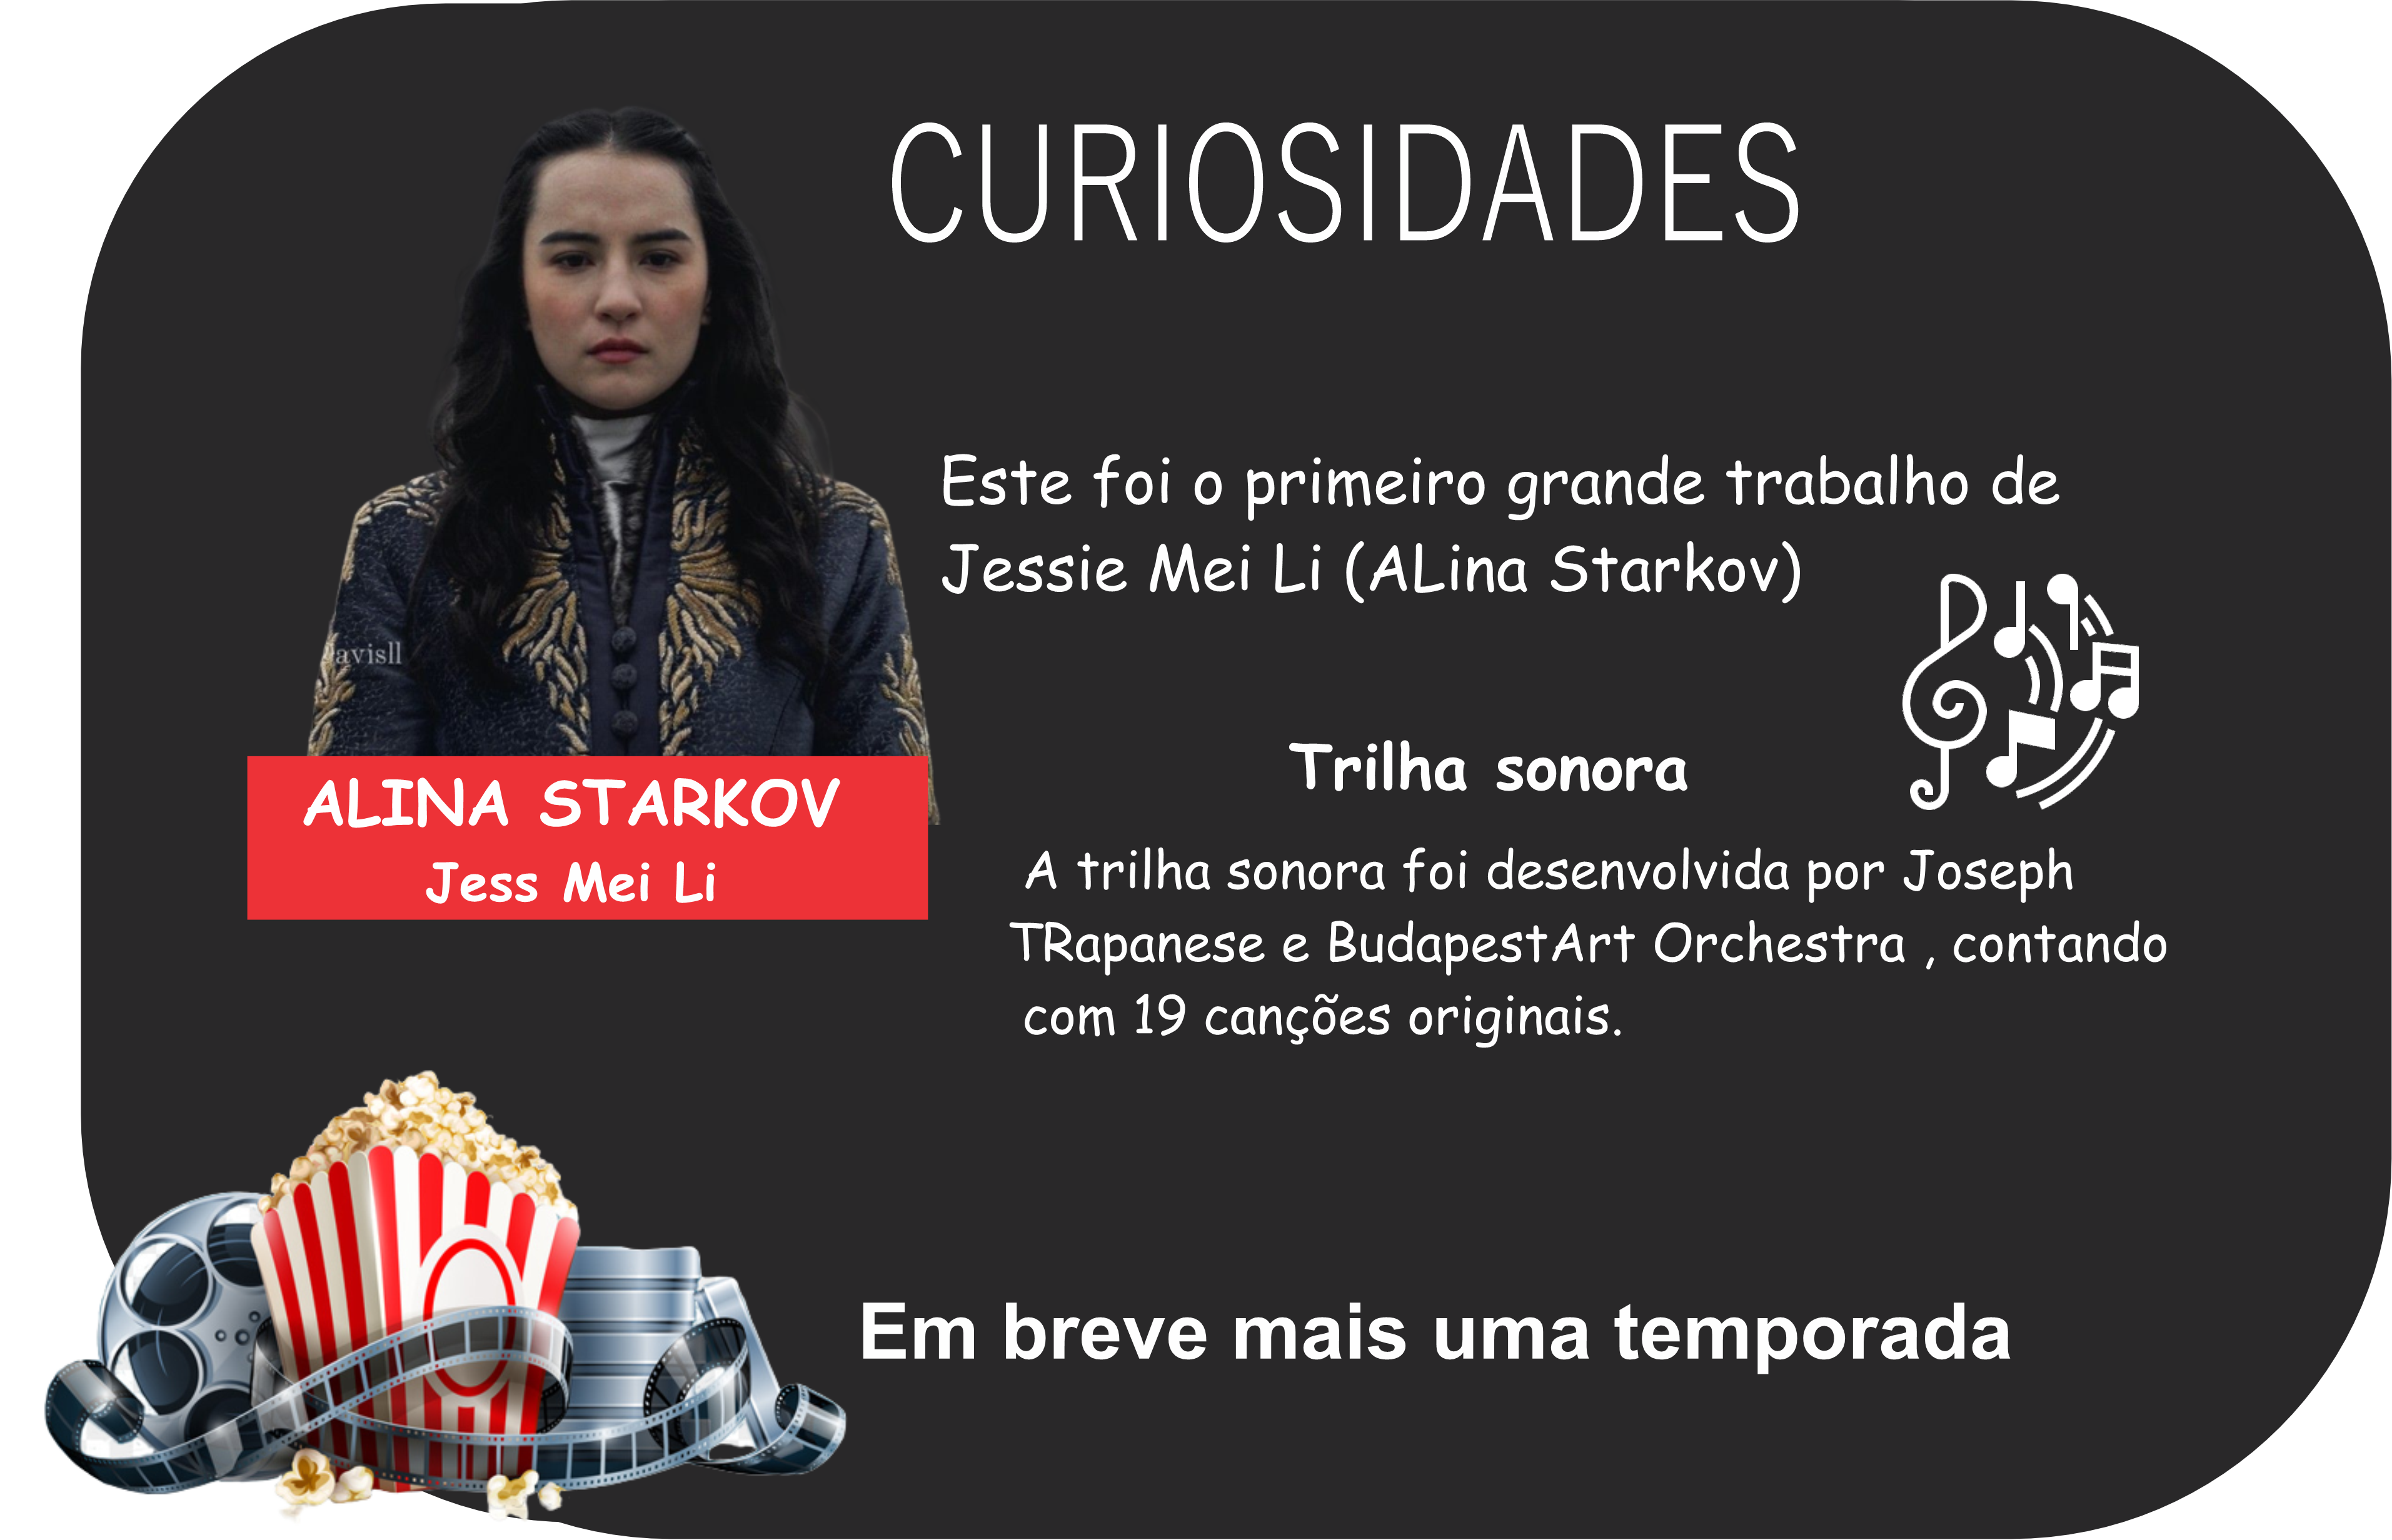 CURIOSIDADES
Este foi o primeiro grande trabalho de
Jessie Mei Li (ALina Starkov)
avisll
ALINA STARKOV
Jess Mei Li
Trilha sonora
A trilha sonora foi desenvolvida por Joseph
TRapanese e BudapestArt Orchestra , contando
com 19 canções originais.
Em breve mais uma temporada